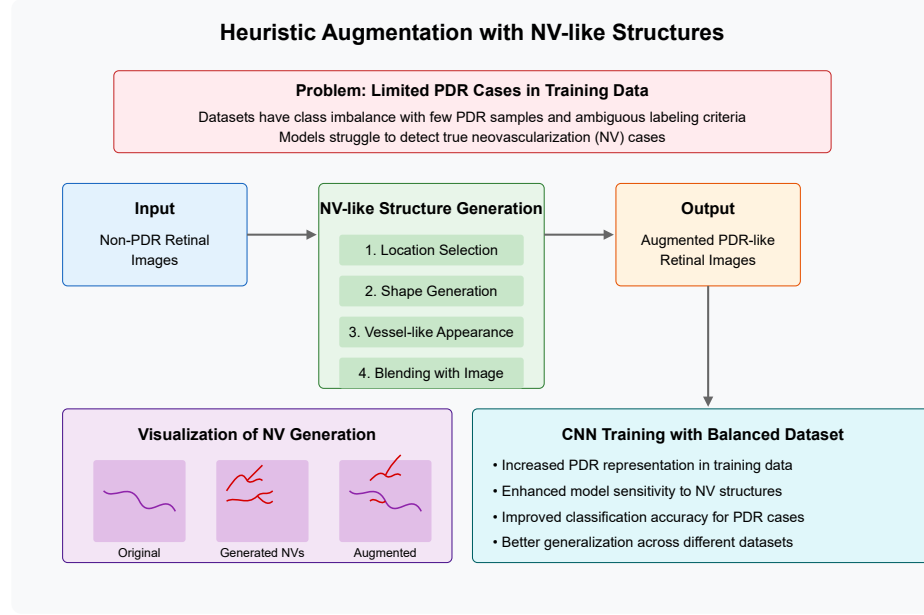 Heuristic Augmentation with NV-like Structures
Problem: Limited PDR Cases in Training Data
Datasets have class imbalance with few PDR samples and ambiguous labeling criteria
Models struggle to detect true neovascularization (NV) cases
Input
Non-PDR Retinal
Images
NV-like Structure Generation
1. Location Selection
2. Shape Generation
3. Vessel-like Appearance
4. Blending with Image
Output
Augmented PDR-like
Retinal Images
Visualization of NV Generation
Original
Generated NVs
Augmented
CNN Training with Balanced Dataset
• Increased PDR representation in training data
• Enhanced model sensitivity to NV structures
• Improved classification accuracy for PDR cases
• Better generalization across different datasets